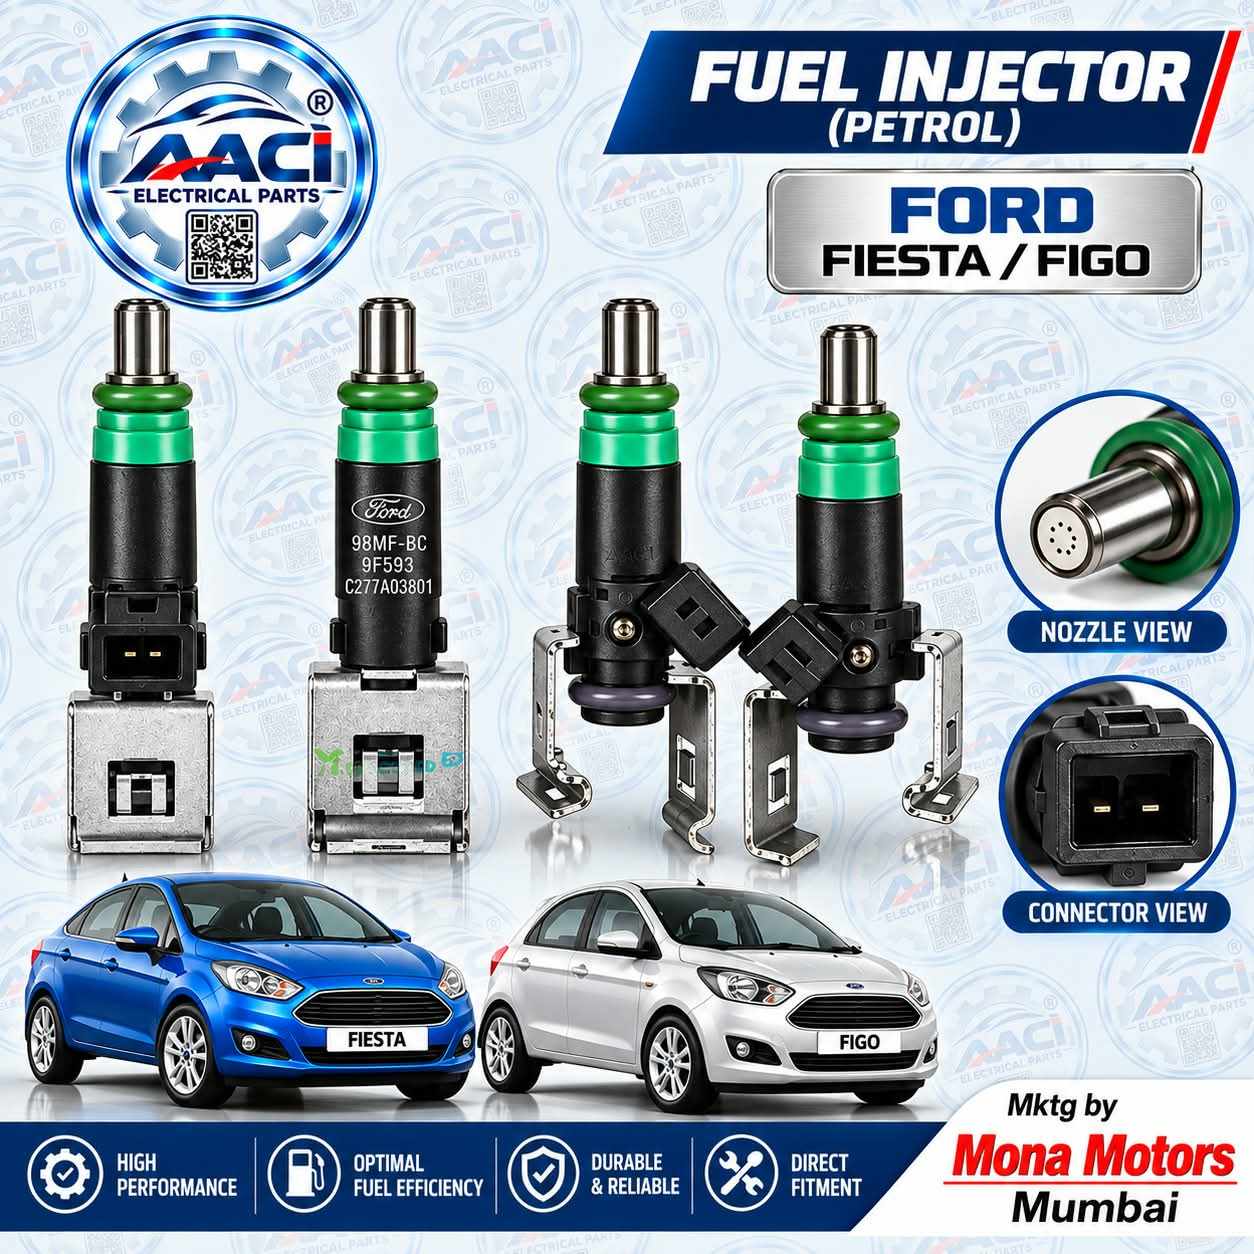 AACI
®
ELECTRICAL PARTS
FUEL INJECTOR
(PETROL)
FORD
FIESTA / FIGO
Ford
98MF-BC
9F593
C277A03801
NOZZLE VIEW
CONNECTOR VIEW
FIESTA
FIGO
HIGH
PERFORMANCE
OPTIMAL
FUEL EFFICIENCY
DURABLE
& RELIABLE
DIRECT
FITMENT
Mktg by
Mona Motors
Mumbai